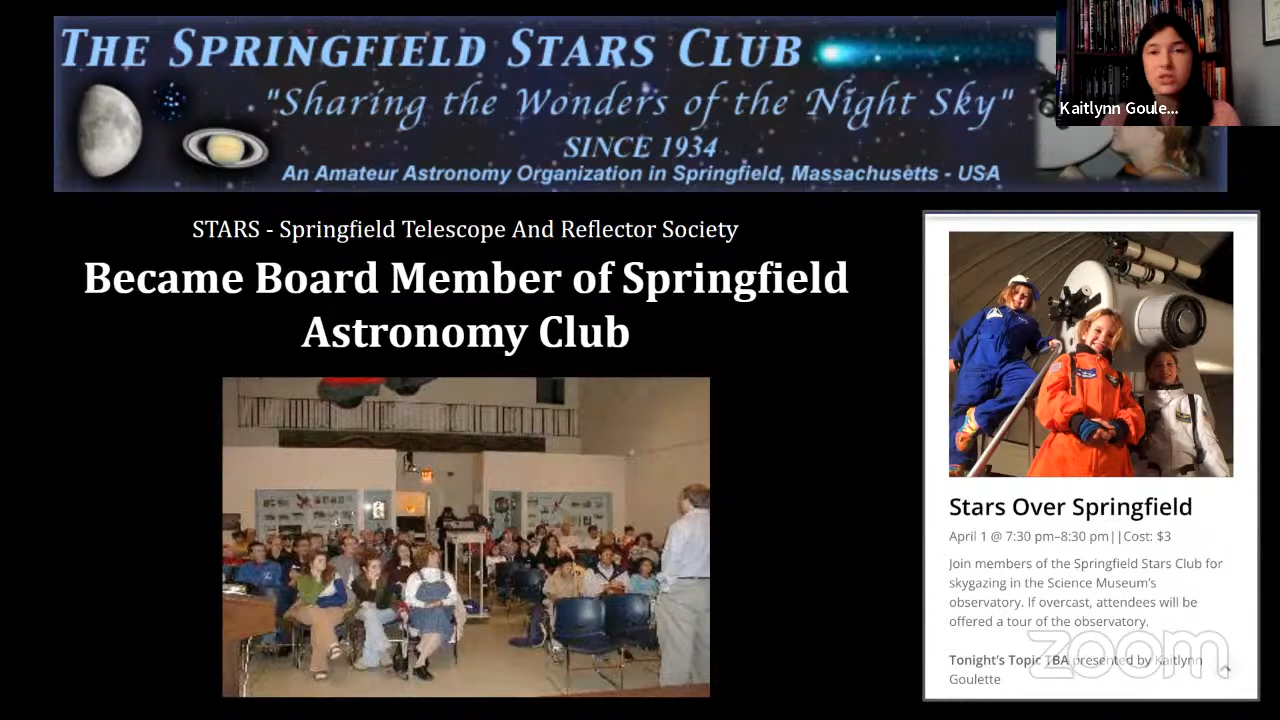 THE SPRINGFIELD STARS CLUB
"Sharing the Wonders of the Night Sky"
SINCE 1934
An Amateur Astronomy Organization in Springfield, Massachusetts - USA
Kaitlynn Goule...
STARS - Springfield Telescope And Reflector Society
Became Board Member of Springfield
Astronomy Club
Stars Over Springfield
April 1 @ 7:30 pm–8:30 pm||Cost: $3
Join members of the Springfield Stars Club for
skygazing in the Science Museum's
observatory. If overcast, attendees will be
offered a tour of the observatory.
Tonight's Topic TBA presented by Kaitlynn
Goulette
zoom